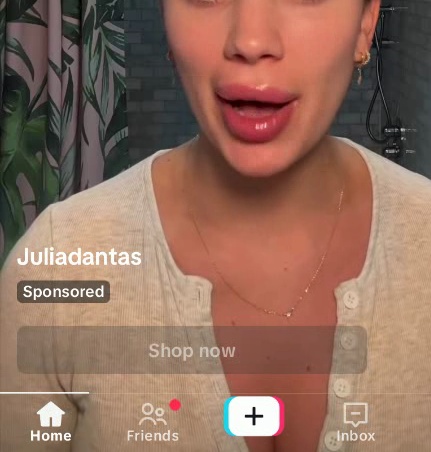 Juliadantas
Sponsored
Shop now
Home
Friends
Inbox